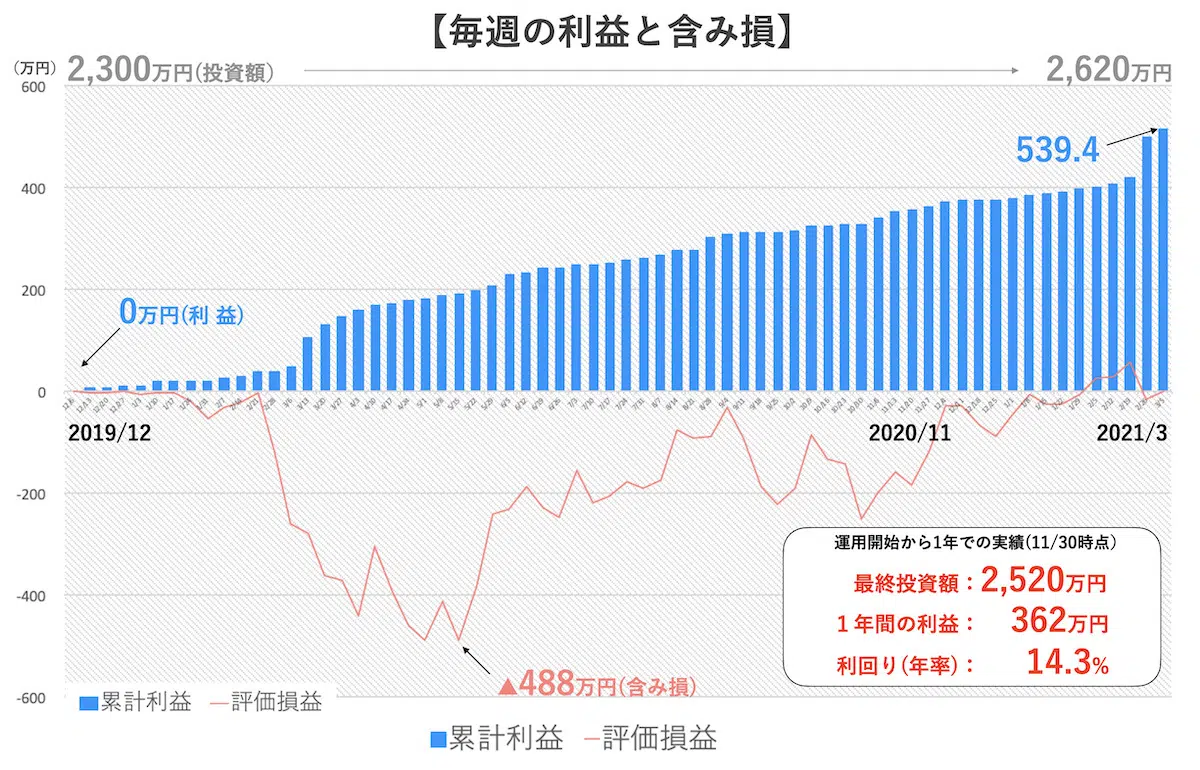 【毎週の利益と含み損】
(万円) 2,300万円(投資額) 2,620万円
600
539.4
400
200
0万円(利 益)
0
2019/12 2020/11 2021/3
-200
運用開始から1年での実績(11/30時点)
最終投資額：2,520万円
-400
1年間の利益： 362万円
利回り(年率)： 14.3%
▲488万円(含み損)
-600
累計利益 評価損益
累計利益 評価損益